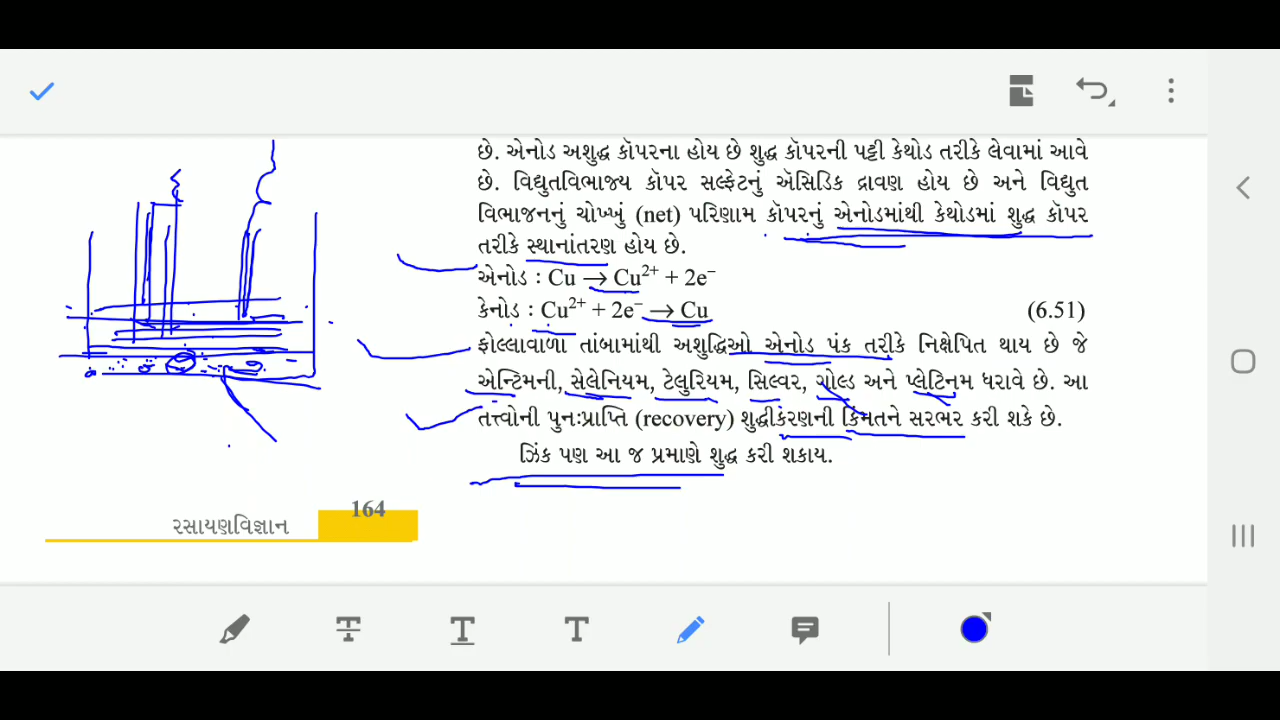 છે. એનોડ અશુદ્ધ કૉપરના હોય છે શુદ્ધ કૉપરની પટ્ટી કેથોડ તરીકે લેવામાં આવે
છે. વિદ્યુતવિભાજ્ય કૉપર સલ્ફેટનું ઍસિડિક દ્રાવણ હોય છે અને વિદ્યુત
વિભાજનનું ચોખ્ખું (net) પરિણામ કૉપરનું એનોડમાંથી કેથોડમાં શુદ્ધ કૉપર
તરીકે સ્થાનાંતરણ હોય છે.
એનોડ : Cu → Cu²⁺ + 2e⁻
કેનોડ : Cu²⁺ + 2e⁻ → Cu (6.51)
ફોલ્લાવાળા તાંબામાંથી અશુદ્ધિઓ એનોડ પંક તરીકે નિક્ષેપિત થાય છે જે
એન્ટિમની, સેલેનિયમ, ટેલુરિયમ, સિલ્વર, ગોલ્ડ અને પ્લેટિનમ ધરાવે છે. આ
તત્ત્વોની પુનઃપ્રાપ્તિ (recovery) શુદ્ધીકરણની કિંમતને સરભર કરી શકે છે.
ઝિંક પણ આ જ પ્રમાણે શુદ્ધ કરી શકાય.
164
રસાયણવિજ્ઞાન